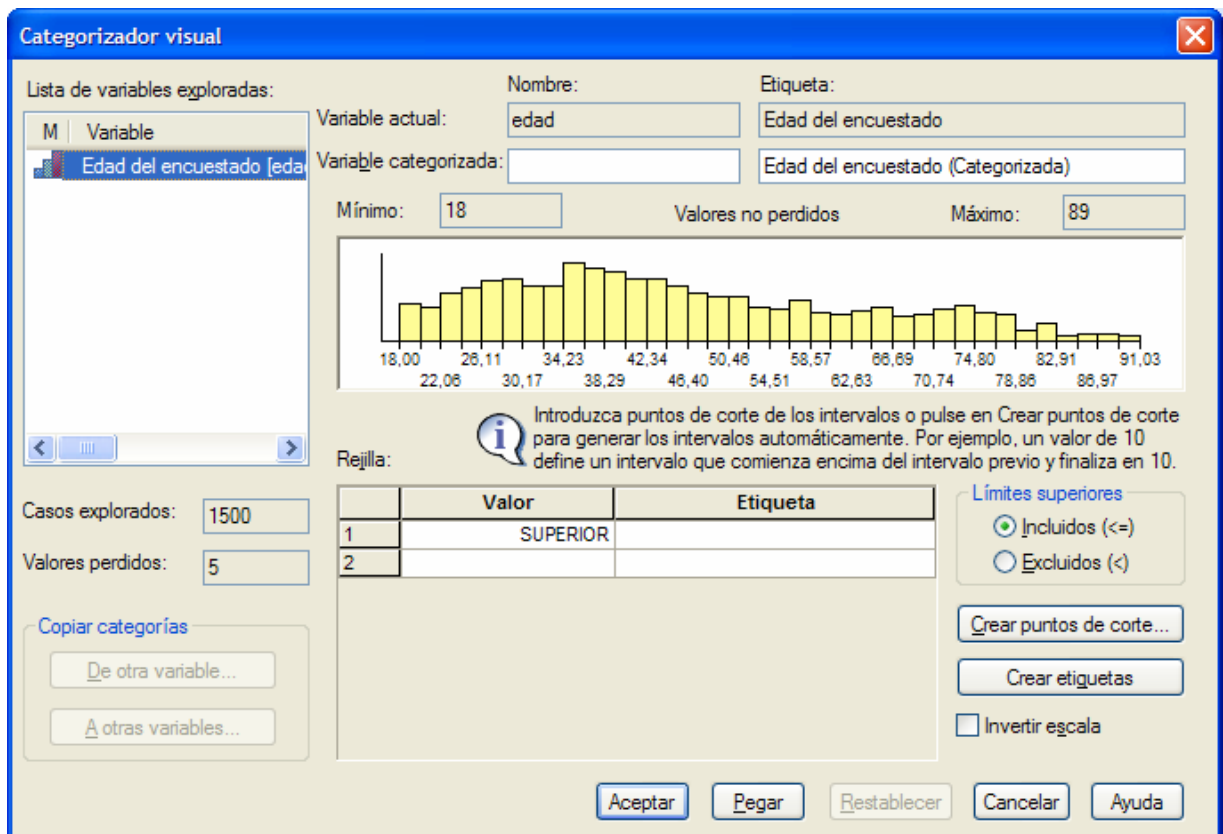 Categorizador visual
Lista de variables exploradas:
M Variable
Edad del encuestado [edad
Nombre: Etiqueta:
Variable actual: edad Edad del encuestado
Variable categorizada: Edad del encuestado (Categorizada)
Mínimo: 18 Valores no perdidos Máximo: 89
18,00 26,11 34,23 42,34 50,46 58,57 66,69 74,80 82,91 91,03
22,06 30,17 38,29 46,40 54,51 62,63 70,74 78,86 86,97
Introduzca puntos de corte de los intervalos o pulse en Crear puntos de corte
para generar los intervalos automáticamente. Por ejemplo, un valor de 10
define un intervalo que comienza encima del intervalo previo y finaliza en 10.
Rejilla:
Valor Etiqueta
1 SUPERIOR
2
Casos explorados: 1500
Valores perdidos: 5
Copiar categorías
De otra variable...
A otras variables...
Límites superiores
Incluidos (<=)
Excluidos (<)
Crear puntos de corte...
Crear etiguetas
Invertir escala
Aceptar Pegar Restablecer Cancelar Ayuda